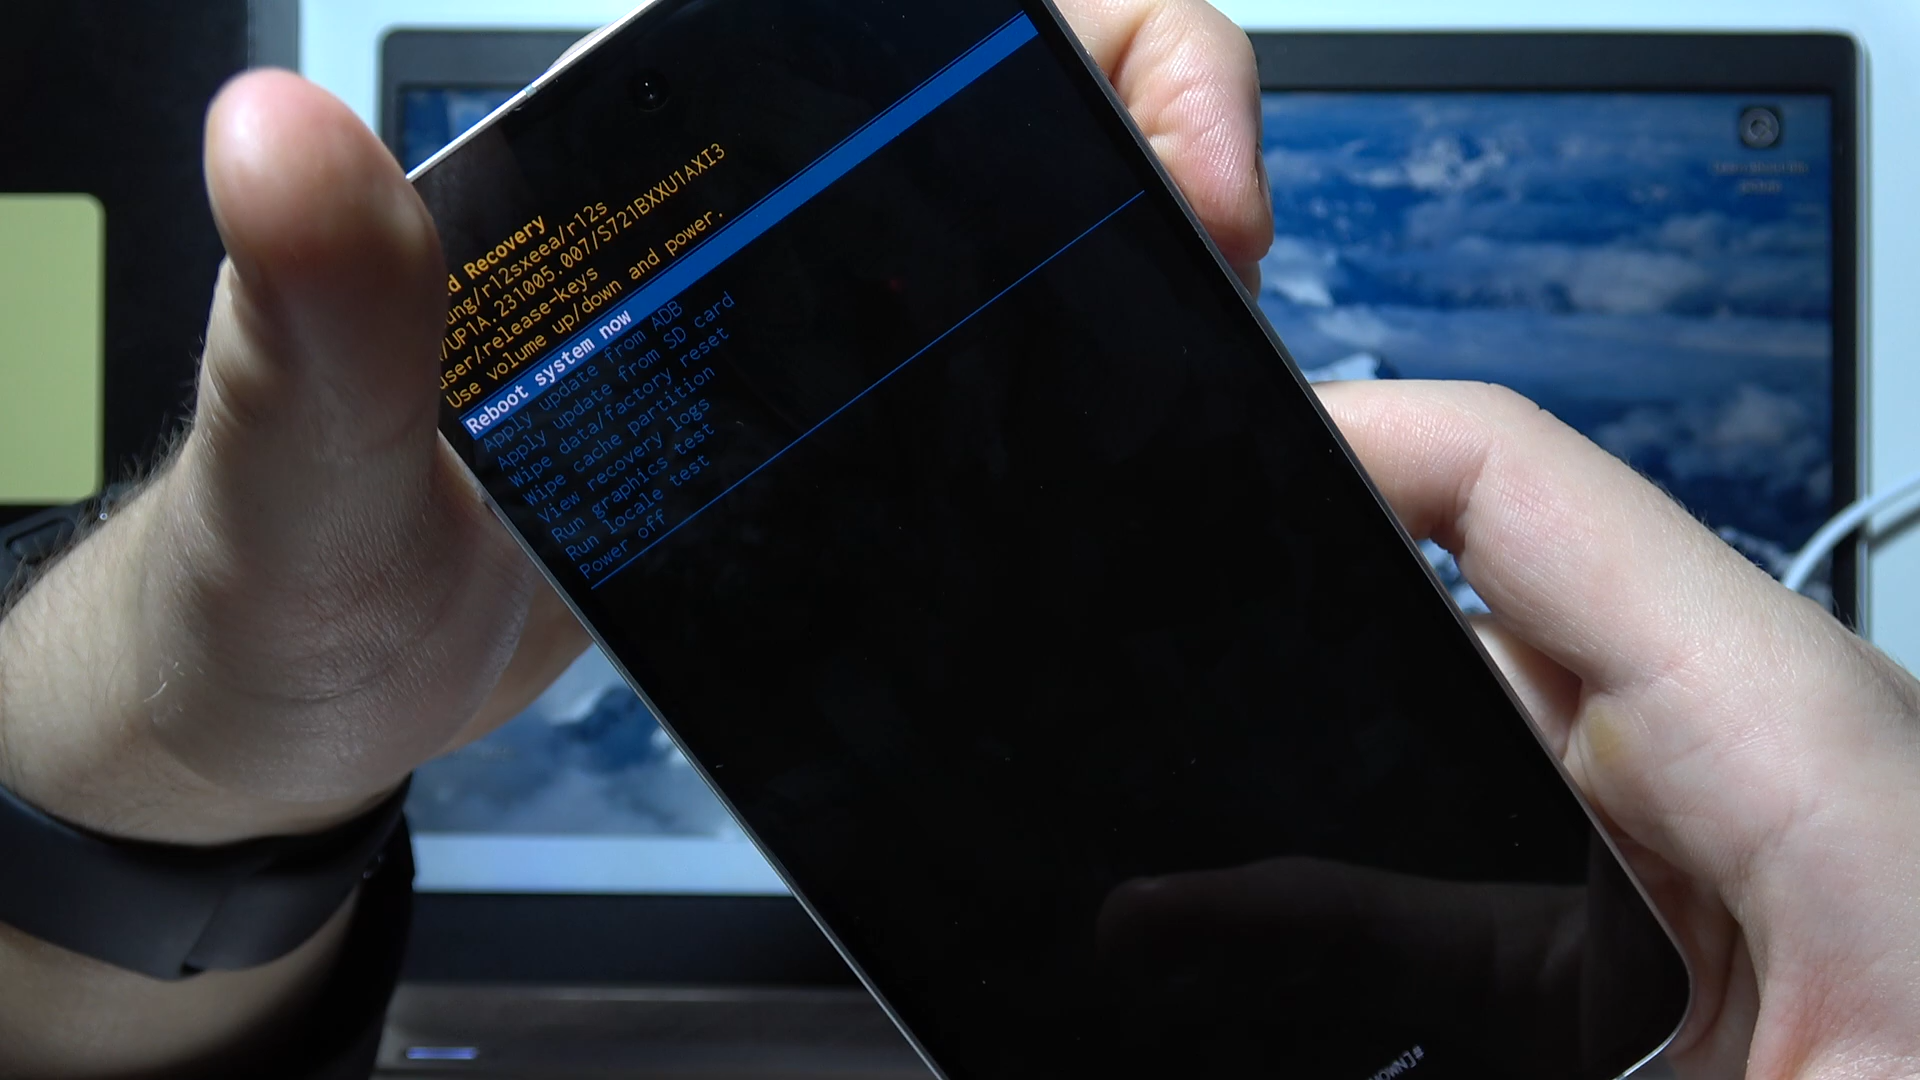 d Recovery
ung/r12sxeea/r12s
/UP1A.231005.007/S721BXXU1AXI3
user/release-keys
Use volume up/down and power.
Reboot system now
Apply update from ADB
Apply update from SD card
Wipe data/factory reset
Wipe cache partition
View recovery logs
Run graphics test
Run locale test
Power off